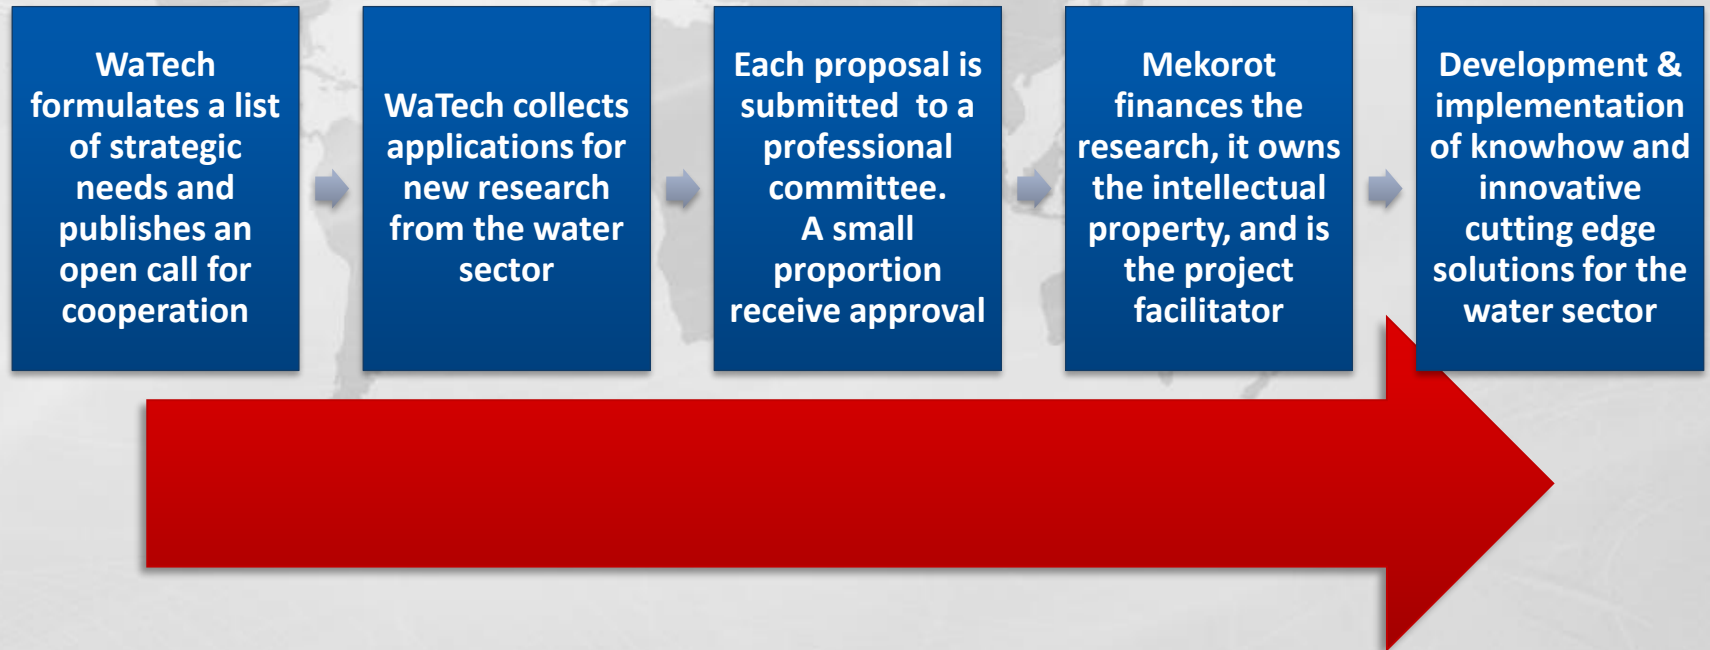 WaTech
formulates a list
of strategic
needs and
publishes an
open call for
cooperation
WaTech collects
applications for
new research
from the water
sector
Each proposal is
submitted to a
professional
committee.
A small
proportion
receive approval
Mekorot
finances the
research, it owns
the intellectual
property, and is
the project
facilitator
Development &
implementation
of knowhow and
innovative
cutting edge
solutions for the
water sector